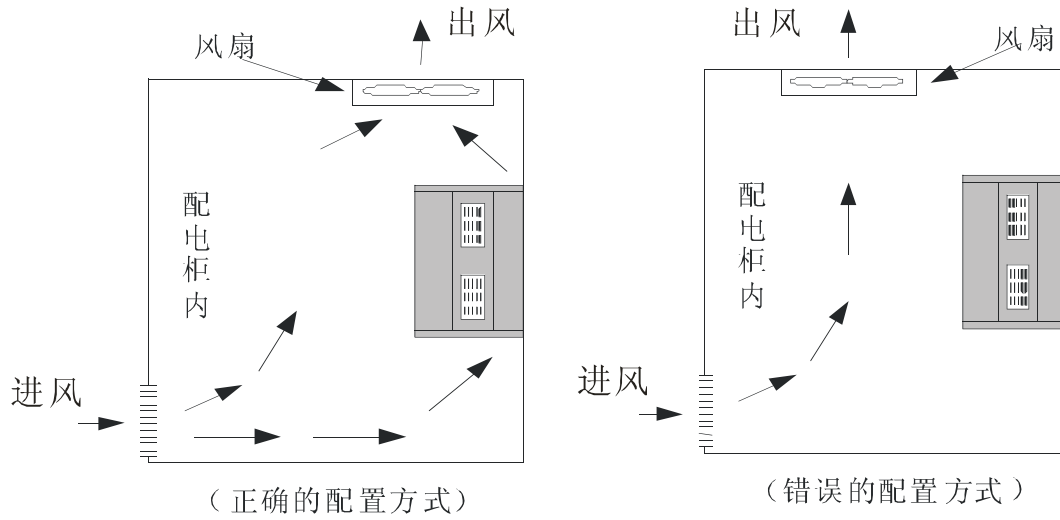 出风
风扇
配电柜内
进风
（正确的配置方式）
出风
风扇
配电柜内
进风
（错误的配置方式）